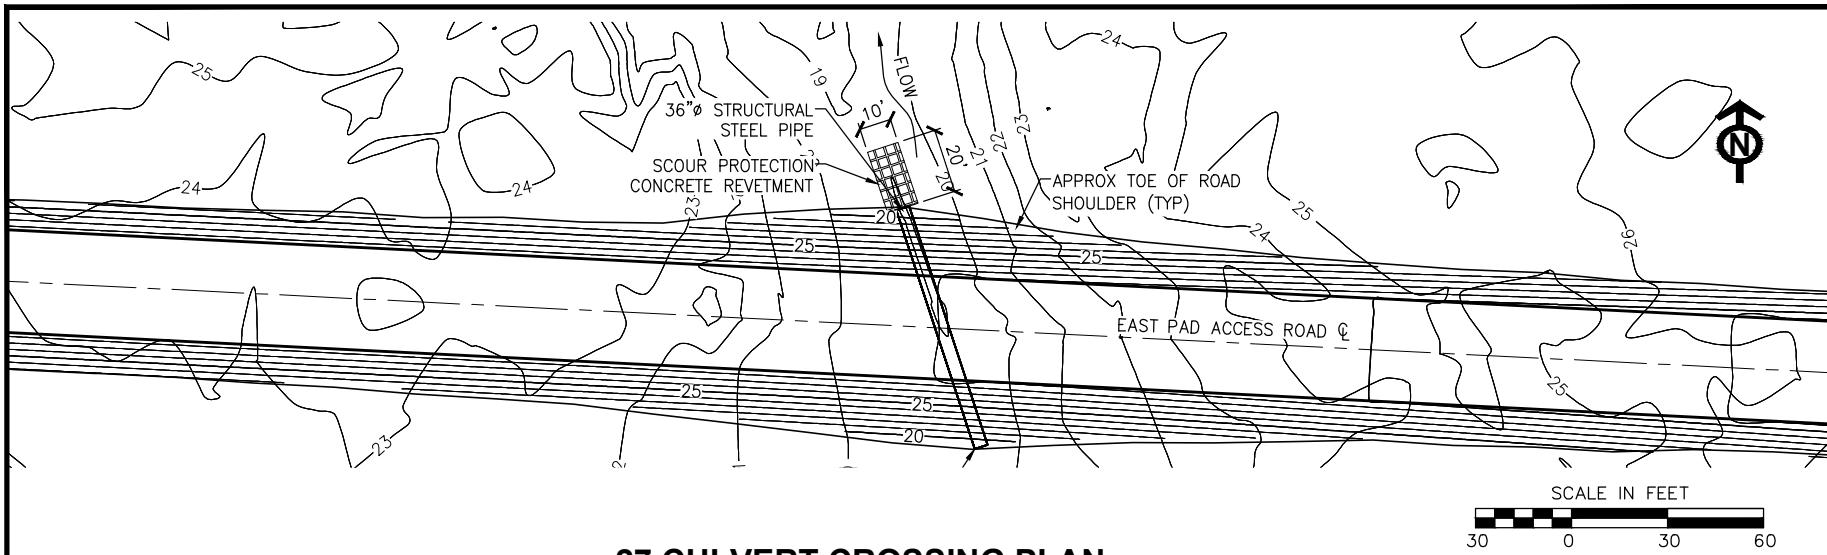 25
24
19
FLOW
36"ø STRUCTURAL
STEEL PIPE
10'
SCOUR PROTECTION
CONCRETE REVETMENT
20'
20
21
22
23
24
24
23
APPROX TOE OF ROAD
SHOULDER (TYP)
25
24
26
N
20
25
25
EAST PAD ACCESS ROAD ℄
25
25
25
20
23
SCALE IN FEET
30 0 30 60